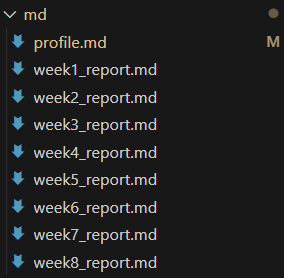 md
profile.md M
week1_report.md
week2_report.md
week3_report.md
week4_report.md
week5_report.md
week6_report.md
week7_report.md
week8_report.md